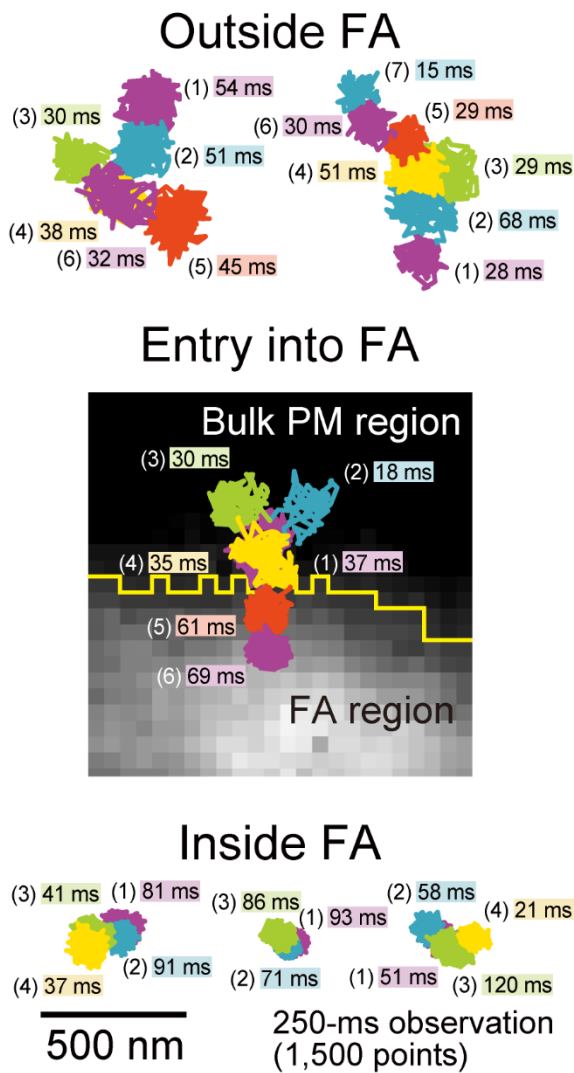 Outside FA
(1) 54 ms
(3) 30 ms
(2) 51 ms
(4) 38 ms
(6) 32 ms
(5) 45 ms
(7) 15 ms
(6) 30 ms
(5) 29 ms
(4) 51 ms
(3) 29 ms
(2) 68 ms
(1) 28 ms
Entry into FA
Bulk PM region
(3) 30 ms
(2) 18 ms
(4) 35 ms
(1) 37 ms
(5) 61 ms
(6) 69 ms
FA region
Inside FA
(3) 41 ms
(1) 81 ms
(2) 91 ms
(4) 37 ms
(3) 86 ms
(1) 93 ms
(2) 71 ms
(2) 58 ms
(4) 21 ms
(1) 51 ms
(3) 120 ms
500 nm
250-ms observation
(1,500 points)